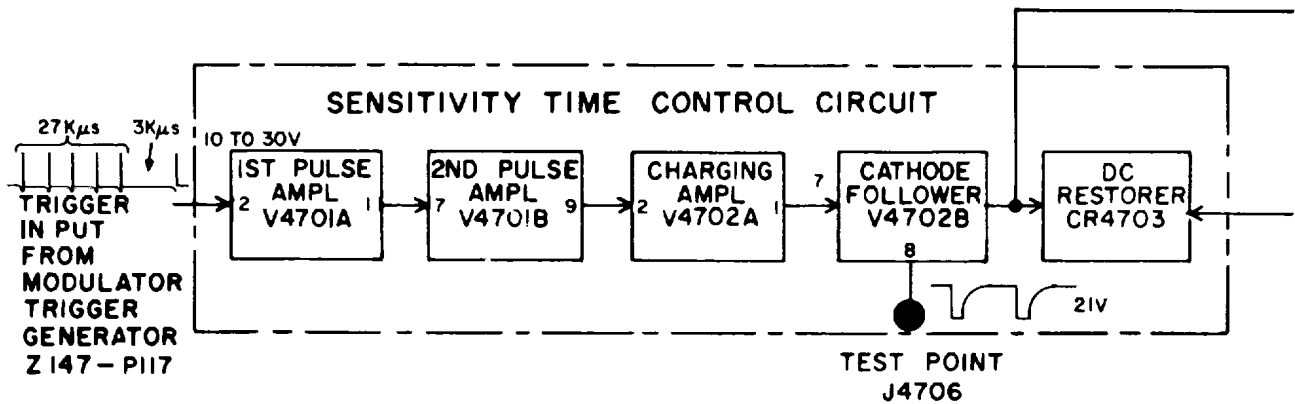 SENSITIVITY TIME CONTROL CIRCUIT
27Kμs
3Kμs
10 TO 30V
TRIGGER
IN PUT
FROM
MODULATOR
TRIGGER
GENERATOR
Z 147 – P117
1ST PULSE
AMPL
V4701A
2
1
2ND PULSE
AMPL
V4701B
7
9
CHARGING
AMPL
V4702A
2
1
7
CATHODE
FOLLOWER
V4702B
8
DC
RESTORER
CR4703
21V
TEST POINT
J4706